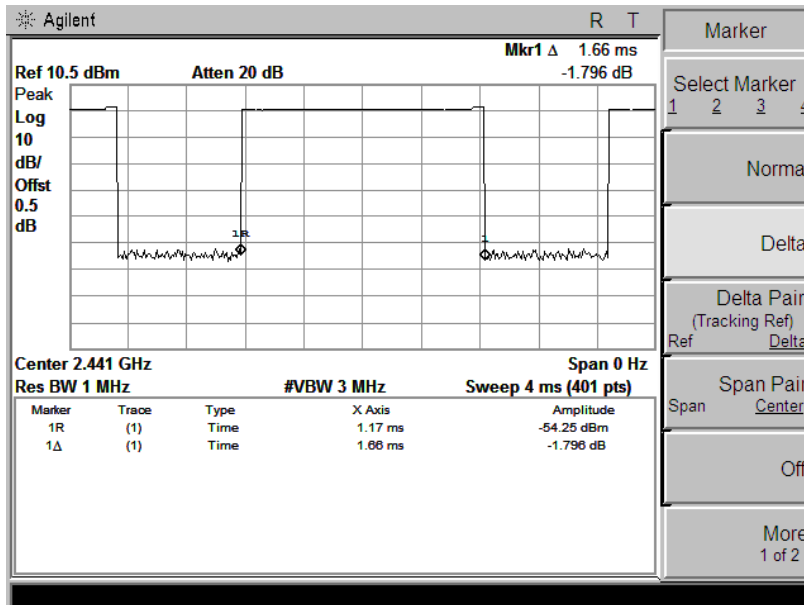 Agilent R T
Mkr1 Δ 1.66 ms
Ref 10.5 dBm Atten 20 dB -1.796 dB
Peak
Log
10
dB/
Offst
0.5
dB
1R
1
Center 2.441 GHz Span 0 Hz
Res BW 1 MHz #VBW 3 MHz Sweep 4 ms (401 pts)
Marker Trace Type X Axis Amplitude
1R (1) Time 1.17 ms -54.25 dBm
1Δ (1) Time 1.66 ms -1.796 dB
Marker
Select Marker
1 2 3 4
Norma
Delta
Delta Pair
(Tracking Ref)
Ref Delta
Span Pair
Span Center
Off
More
1 of 2